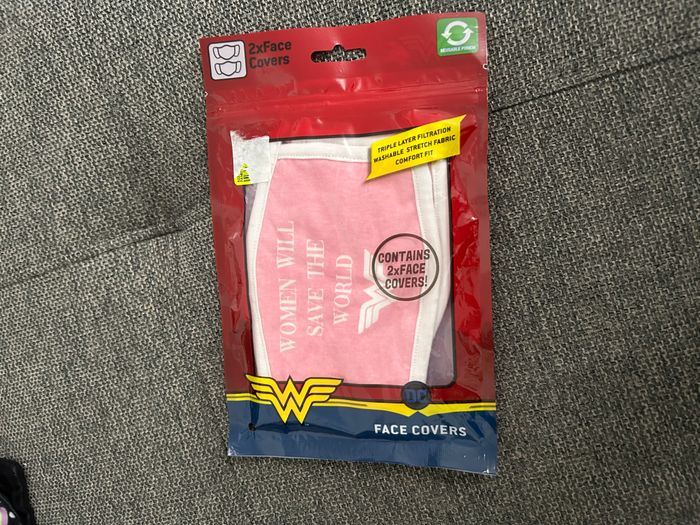 2xFace
Covers
REUSABLE POUCH
TRIPLE LAYER FILTRATION
WASHABLE STRETCH FABRIC
COMFORT FIT
WOMEN WILL
SAVE THE
WORLD
CONTAINS
2xFACE
COVERS!
W
DC
FACE COVERS